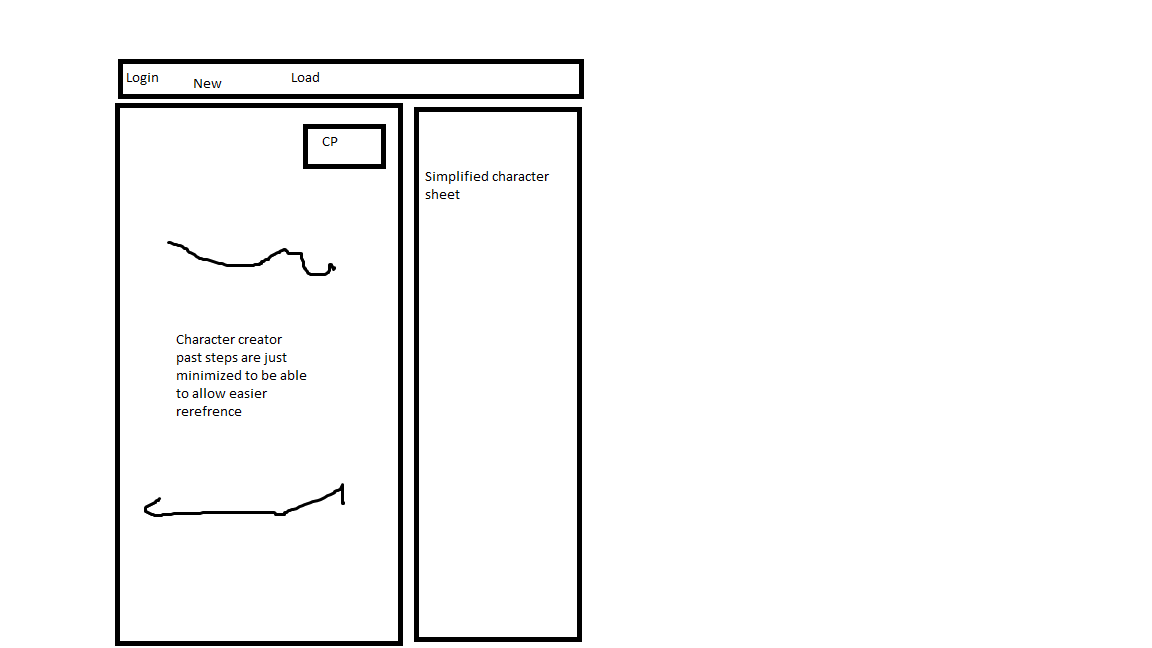 Login
New
Load
CP
Simplified character
sheet
Character creator
past steps are just
minimized to be able
to allow easier
rerefrence